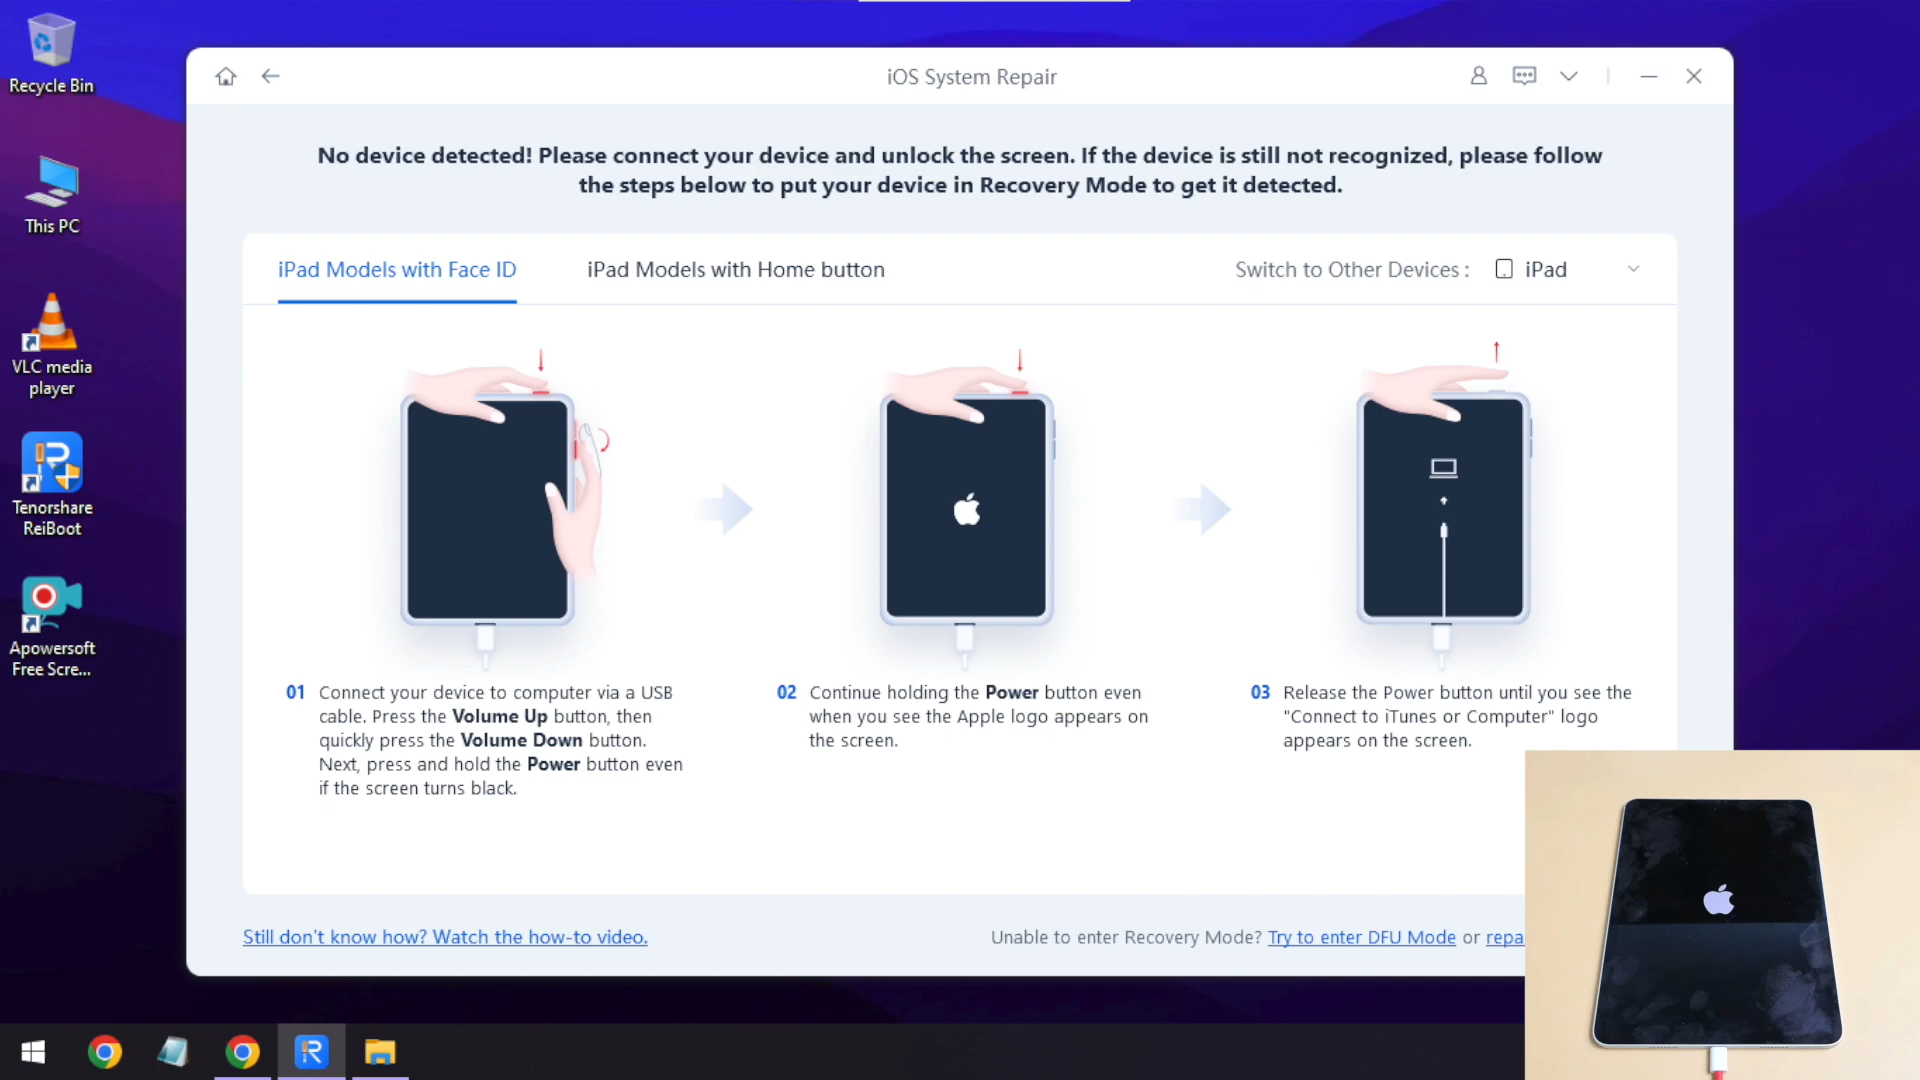 Recycle Bin
This PC
VLC media
player
Tenorshare
ReiBoot
Apowersoft
Free Scre...
iOS System Repair
No device detected! Please connect your device and unlock the screen. If the device is still not recognized, please follow
the steps below to put your device in Recovery Mode to get it detected.
iPad Models with Face ID
iPad Models with Home button
Switch to Other Devices :
iPad
01 Connect your device to computer via a USB
cable. Press the Volume Up button, then
quickly press the Volume Down button.
Next, press and hold the Power button even
if the screen turns black.
02 Continue holding the Power button even
when you see the Apple logo appears on
the screen.
03 Release the Power button until you see the
"Connect to iTunes or Computer" logo
appears on the screen.
Still don't know how? Watch the how-to video.
Unable to enter Recovery Mode? Try to enter DFU Mode or repa